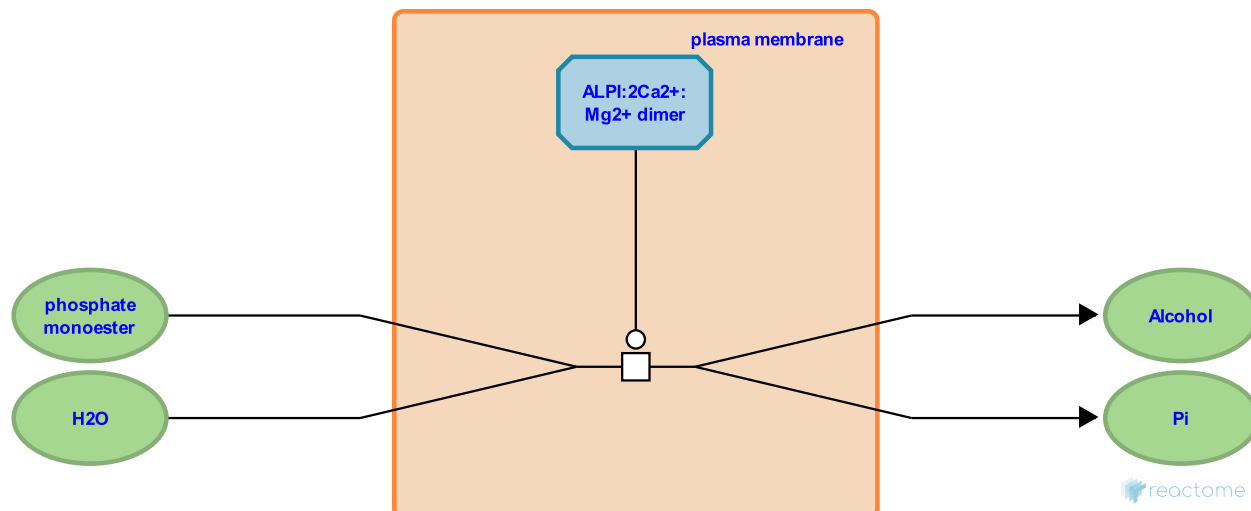 plasma membrane
ALPI:2Ca2+:
Mg2+ dimer
phosphate
monoester
Alcohol
H2O
Pi
reactome